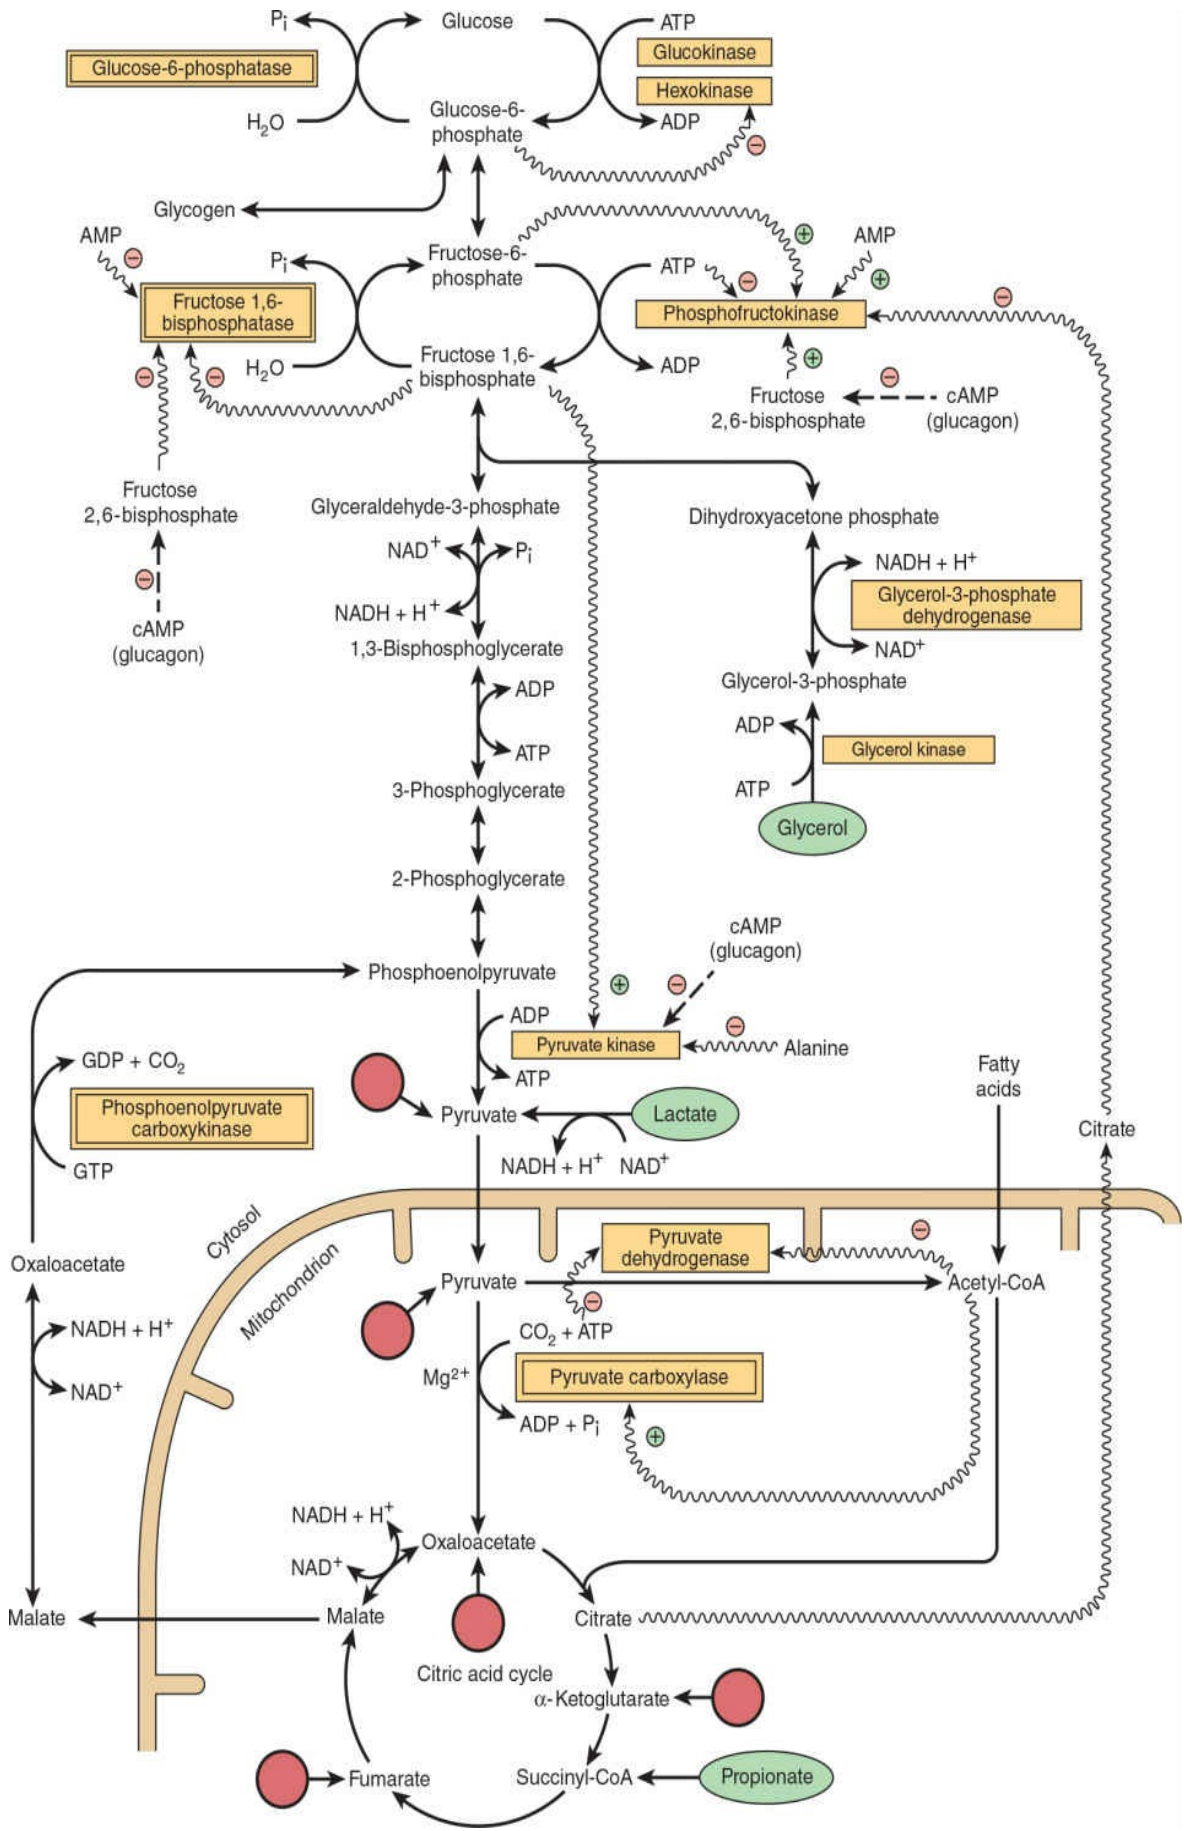 Pi
Glucose
ATP
Glucose-6-phosphatase
Glucokinase
Hexokinase
H2O
Glucose-6-
phosphate
ADP
−
Glycogen
AMP
−
Pi
Fructose-6-
phosphate
ATP
−
+
AMP
+
−
Fructose 1,6-
bisphosphatase
Phosphofructokinase
H2O
Fructose 1,6-
bisphosphate
ADP
+
−
−
Fructose
2,6-bisphosphate
−
cAMP
(glucagon)
Fructose
2,6-bisphosphate
Glyceraldehyde-3-phosphate
Dihydroxyacetone phosphate
NAD+
Pi
NADH + H+
−
cAMP
(glucagon)
NADH + H+
Glycerol-3-phosphate
dehydrogenase
NAD+
1,3-Bisphosphoglycerate
Glycerol-3-phosphate
ADP
ATP
ADP
Glycerol kinase
ATP
3-Phosphoglycerate
Glycerol
2-Phosphoglycerate
cAMP
(glucagon)
Phosphoenolpyruvate
+
−
ADP
Pyruvate kinase
−
Alanine
ATP
GDP + CO2
Phosphoenolpyruvate
carboxykinase
GTP
Fatty
acids
Pyruvate
Lactate
Citrate
NADH + H+
NAD+
Cytosol
Mitochondrion
Oxaloacetate
Pyruvate
dehydrogenase
−
Pyruvate
Acetyl-CoA
−
NADH + H+
NAD+
CO2 + ATP
Mg2+
Pyruvate carboxylase
ADP + Pi
+
NADH + H+
NAD+
Oxaloacetate
Malate
Malate
Citrate
Citric acid cycle
α-Ketoglutarate
Fumarate
Succinyl-CoA
Propionate